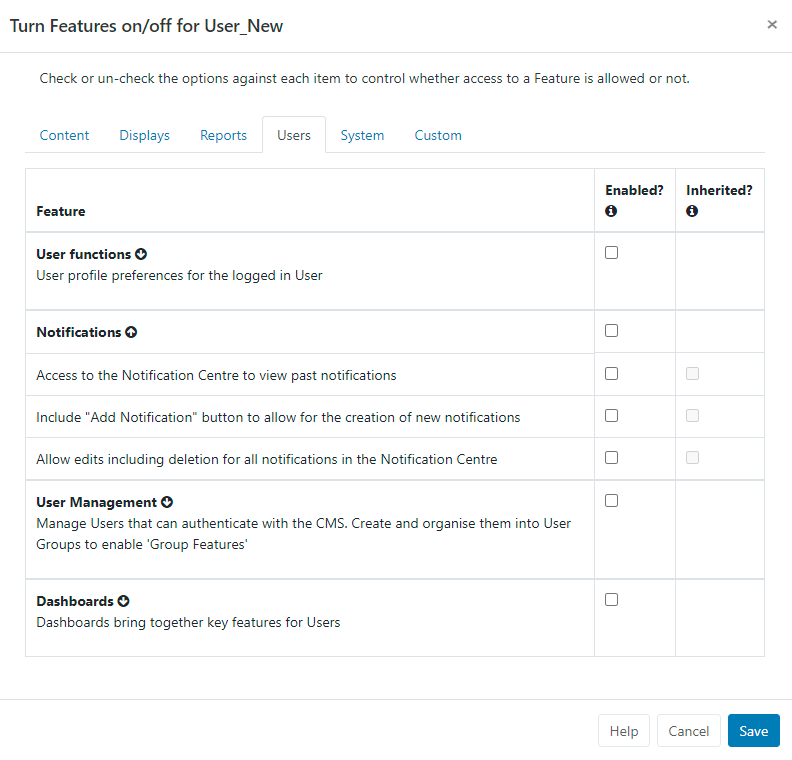 Turn Features on/off for User_New
×
Check or un-check the options against each item to control whether access to a Feature is allowed or not.
Content Displays Reports Users System Custom
Feature Enabled? Inherited?
User functions
User profile preferences for the logged in User
Notifications
Access to the Notification Centre to view past notifications
Include "Add Notification" button to allow for the creation of new notifications
Allow edits including deletion for all notifications in the Notification Centre
User Management
Manage Users that can authenticate with the CMS. Create and organise them into User
Groups to enable 'Group Features'
Dashboards
Dashboards bring together key features for Users
Help Cancel Save